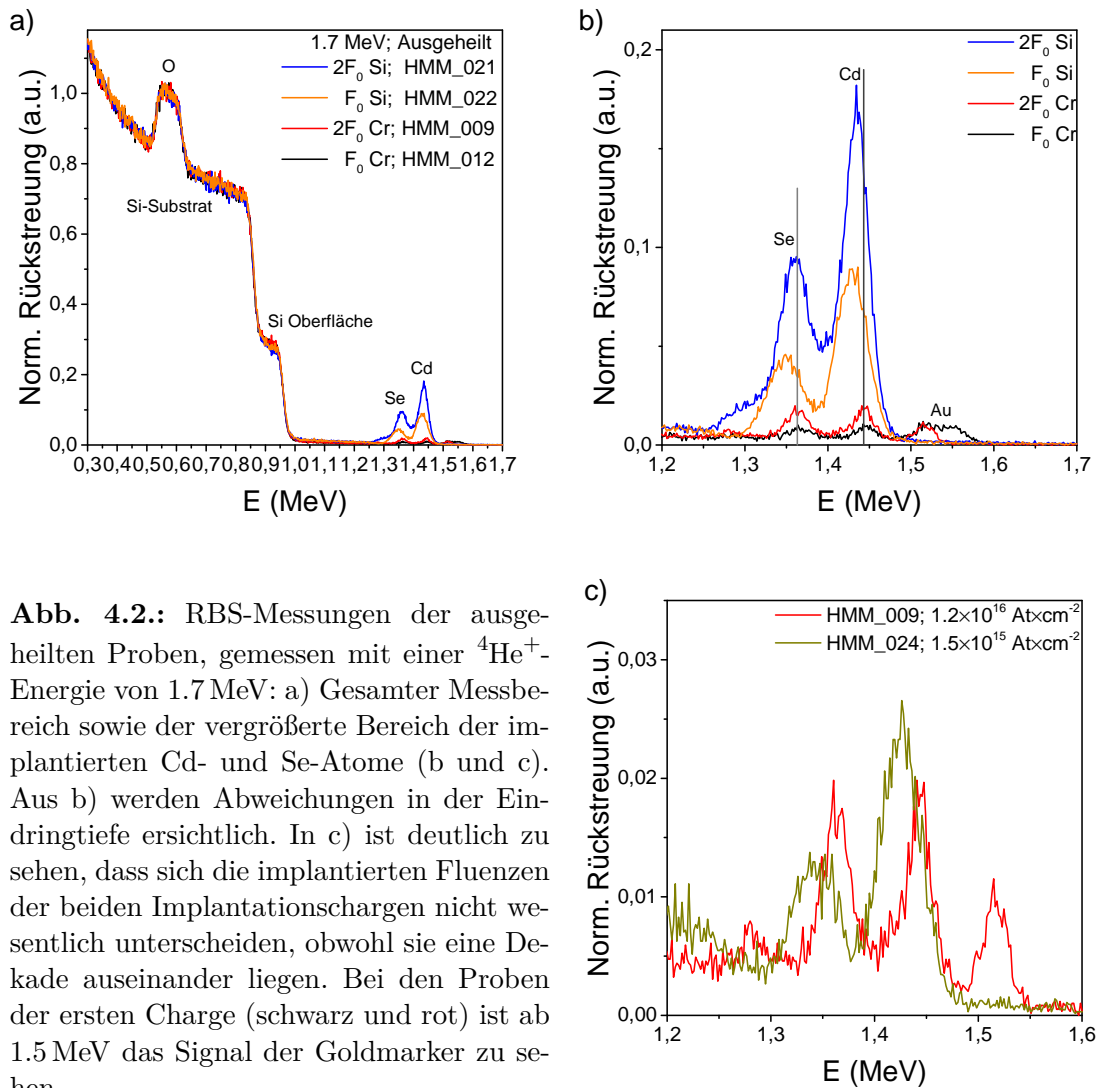 a)
1.7 MeV; Ausgeheilt
2F₀ Si; HMM_021
F₀ Si; HMM_022
2F₀ Cr; HMM_009
F₀ Cr; HMM_012
O
Si-Substrat
Si Oberfläche
Se
Cd
1,0
0,8
0,6
0,4
0,2
0,0
Norm. Rückstreuung (a.u.)
0,30,40,50,60,70,80,91,01,11,21,31,41,51,61,7
E (MeV)
b)
2F₀ Si
F₀ Si
2F₀ Cr
F₀ Cr
Cd
Se
Au
0,2
0,1
0,0
Norm. Rückstreuung (a.u.)
1,2 1,3 1,4 1,5 1,6 1,7
E (MeV)
Abb. 4.2.: RBS-Messungen der ausge-
heilten Proben, gemessen mit einer ⁴He⁺-
Energie von 1.7 MeV: a) Gesamter Messbe-
reich sowie der vergrößerte Bereich der im-
plantierten Cd- und Se-Atome (b und c).
Aus b) werden Abweichungen in der Ein-
dringtiefe ersichtlich. In c) ist deutlich zu
sehen, dass sich die implantierten Fluenzen
der beiden Implantationschargen nicht we-
sentlich unterscheiden, obwohl sie eine De-
kade auseinander liegen. Bei den Proben
der ersten Charge (schwarz und rot) ist ab
1.5 MeV das Signal der Goldmarker zu se-
hen
c)
HMM_009; 1.2×10¹⁶ At×cm⁻²
HMM_024; 1.5×10¹⁵ At×cm⁻²
0,03
0,02
0,01
0,00
Norm. Rückstreuung (a.u.)
1,2 1,3 1,4 1,5 1,6
E (MeV)